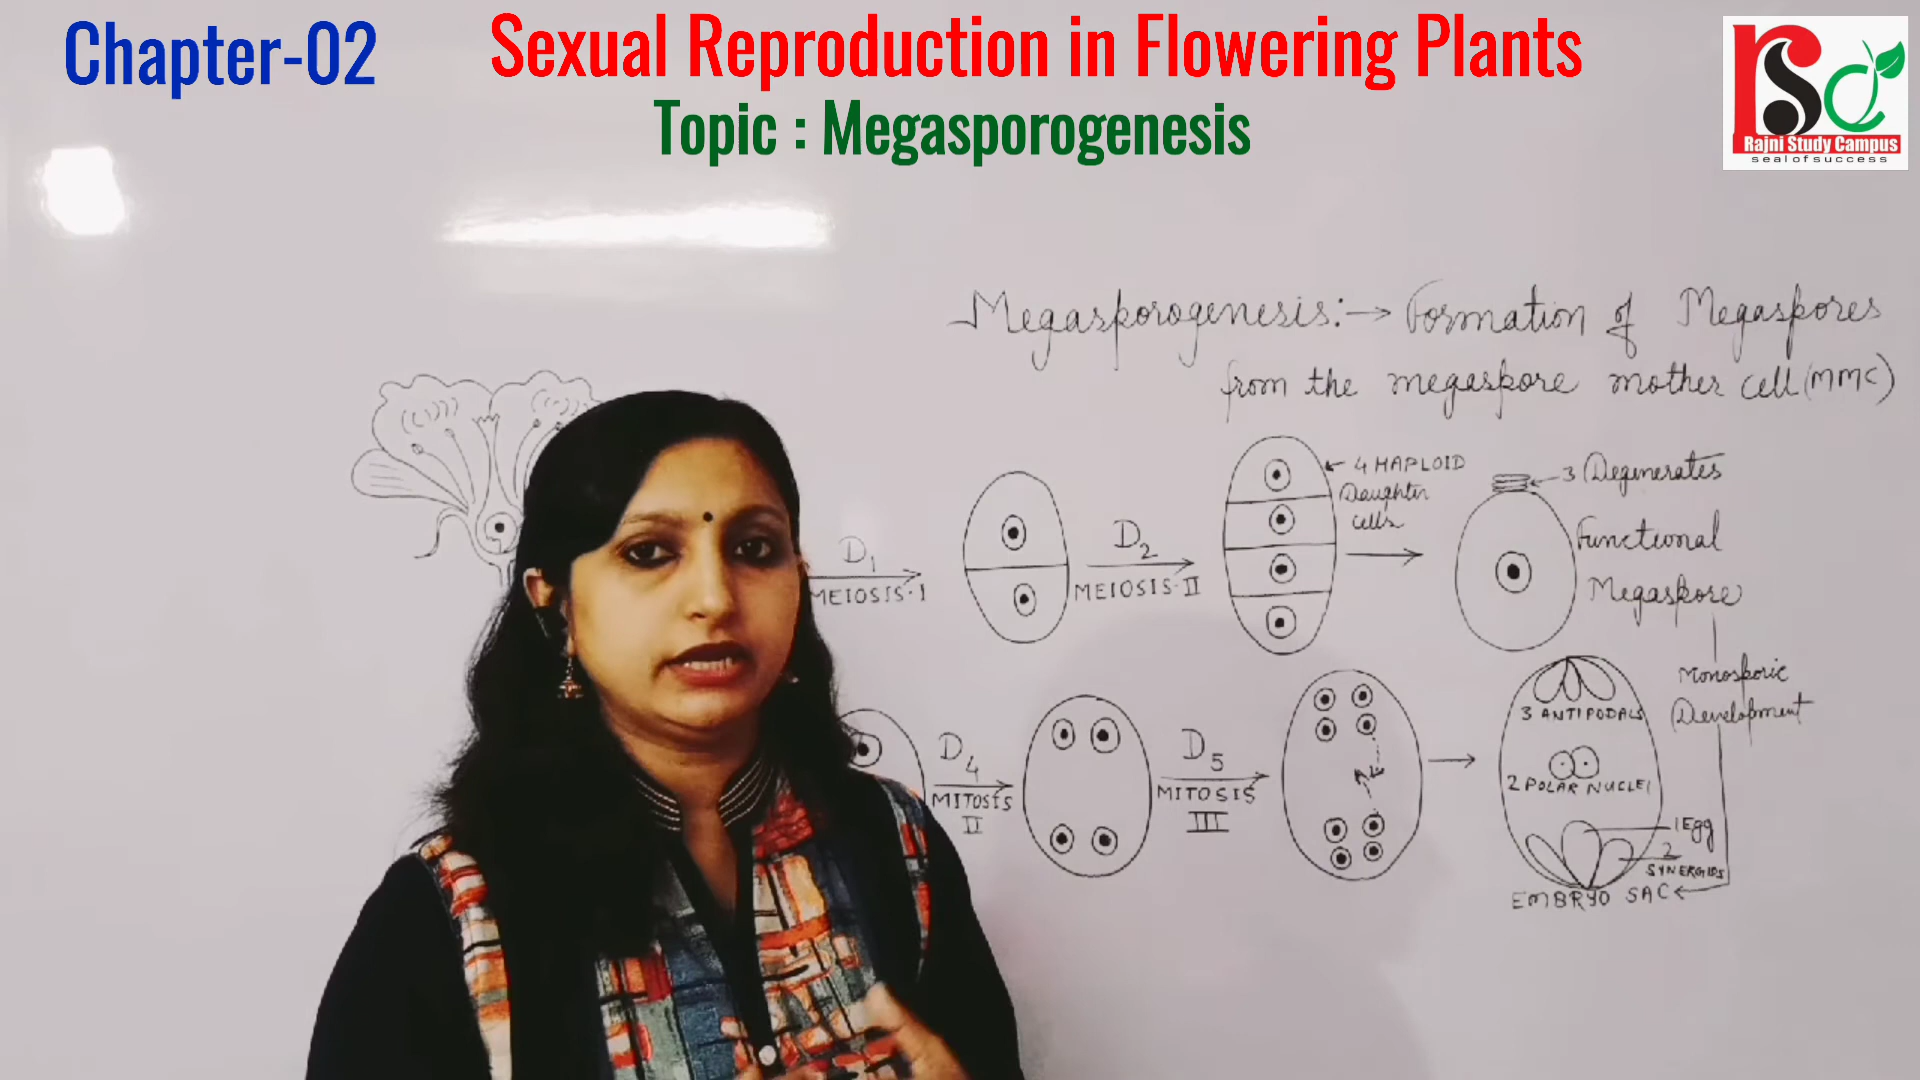 Chapter-02
Sexual Reproduction in Flowering Plants
Topic : Megasporogenesis
rsc
Rajni Study Campus
seal of success
Megasporogenesis:→ Formation of Megaspores
from the megaspore mother cell (MMC)
D1
MEIOSIS-I
D2
MEIOSIS-II
← 4 HAPLOID
Daughter
cells
3 Degenerates
Functional
Megaspore
Monosporic
Development
D4
MITOSIS
II
D5
MITOSIS
III
3 ANTIPODALS
2 POLAR NUCLEI
1 Egg
2
SYNERGIDS
EMBRYO SAC